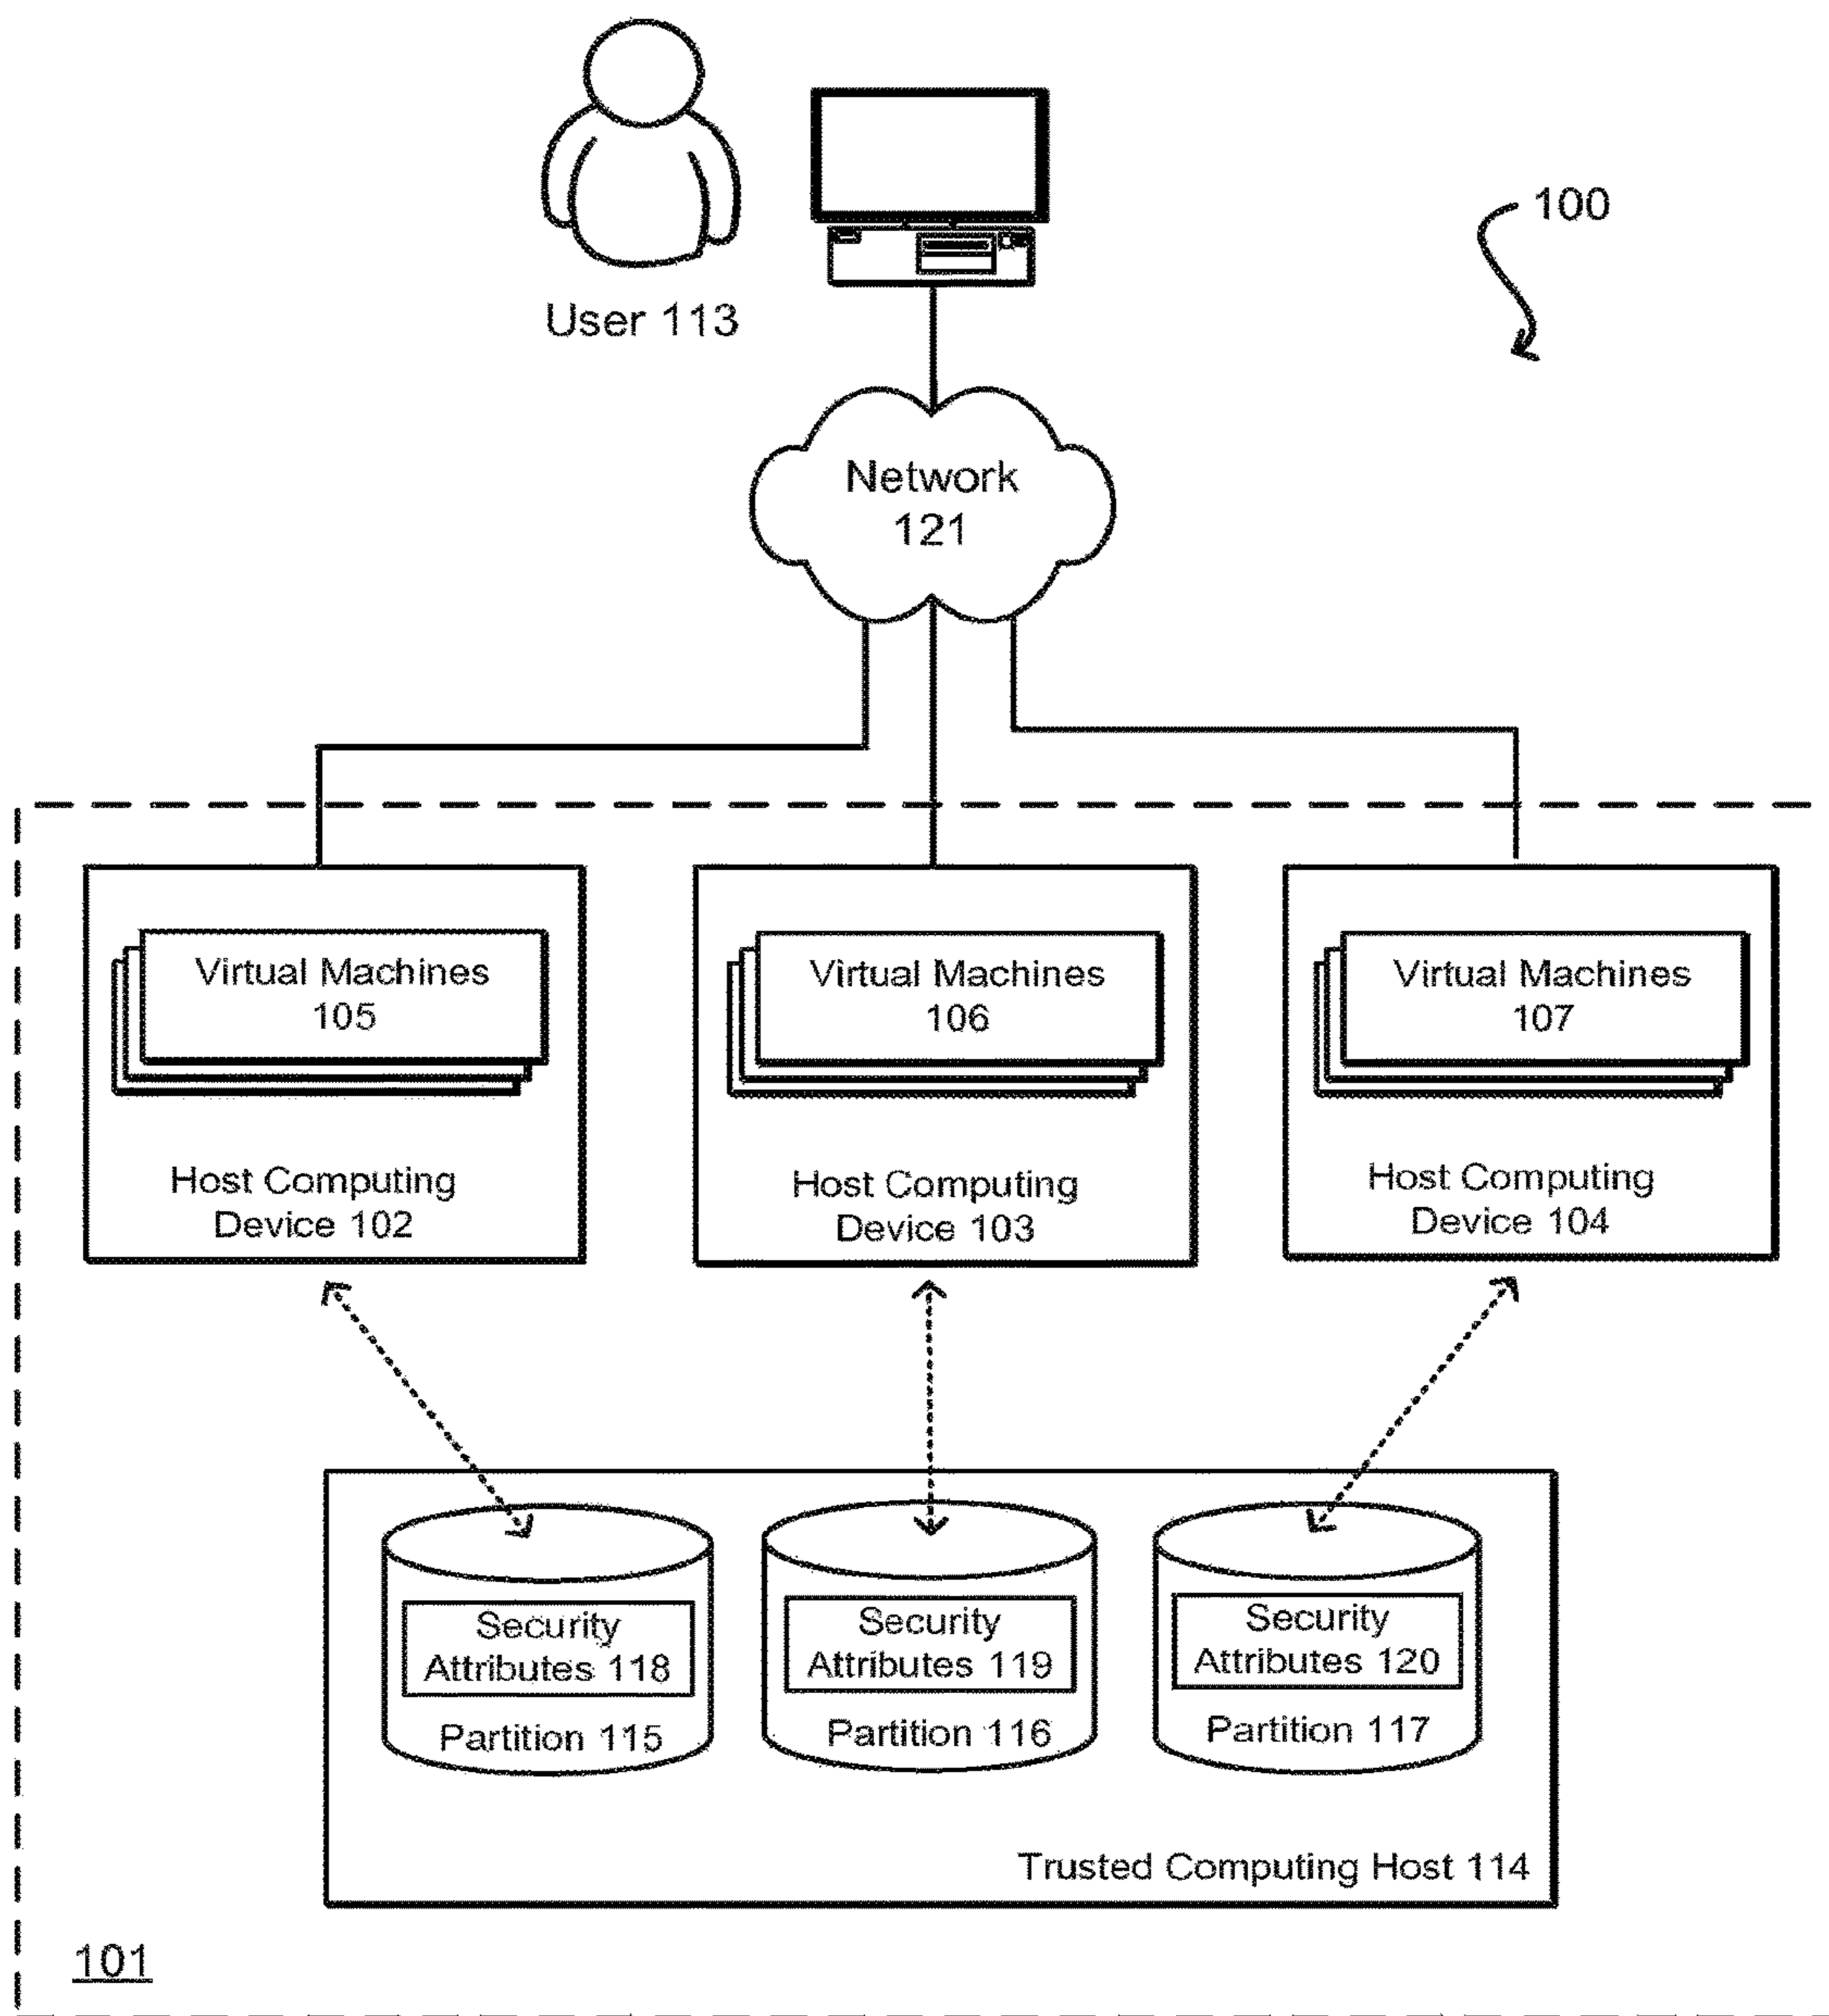 100
User 113
Network
121
Virtual Machines
105
Host Computing
Device 102
Virtual Machines
106
Host Computing
Device 103
Virtual Machines
107
Host Computing
Device 104
Security
Attributes 118
Partition 115
Security
Attributes 119
Partition 116
Security
Attributes 120
Partition 117
Trusted Computing Host 114
101